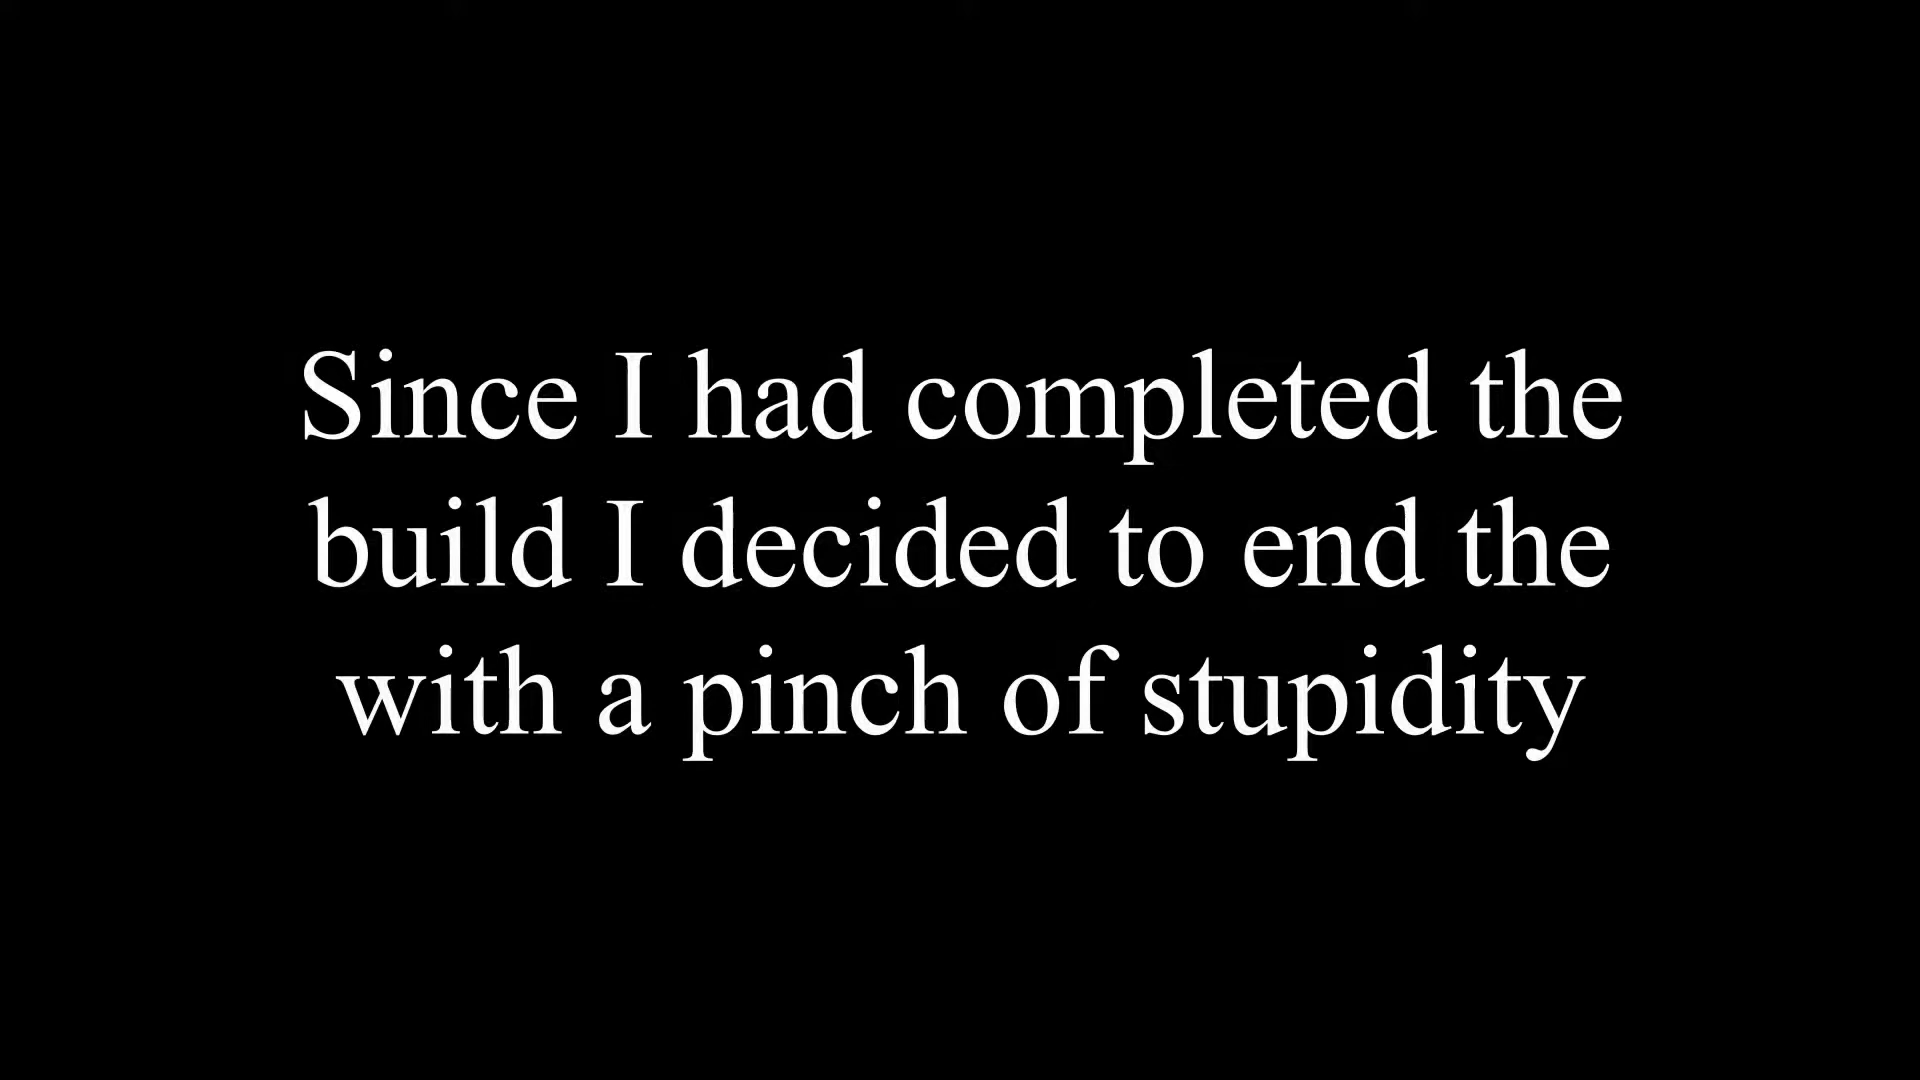 Since I had completed the
build I decided to end the
with a pinch of stupidity